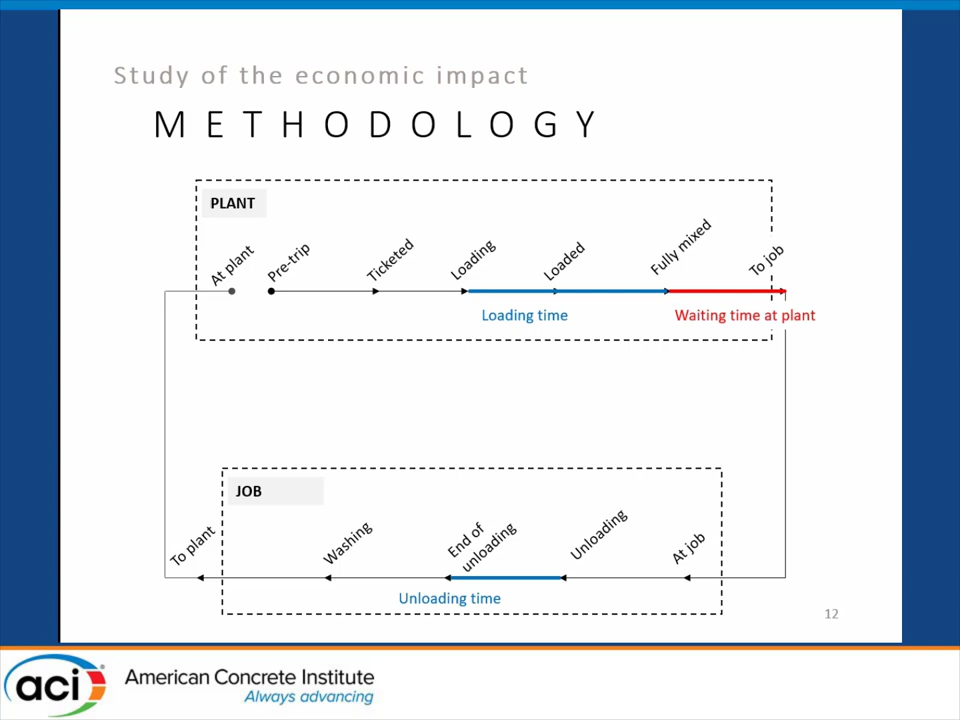 Study of the economic impact
METHODOLOGY
PLANT
At plant
Pre-trip
Ticketed
Loading
Loaded
Fully mixed
To job
Loading time
Waiting time at plant
JOB
To plant
Washing
End of
unloading
Unloading
At job
Unloading time
12
aci
American Concrete Institute
Always advancing